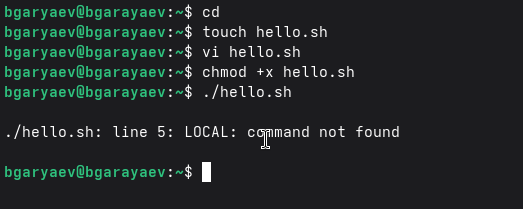 bgaryaev@bgarayaev:~$ cd
bgaryaev@bgarayaev:~$ touch hello.sh
bgaryaev@bgarayaev:~$ vi hello.sh
bgaryaev@bgarayaev:~$ chmod +x hello.sh
bgaryaev@bgarayaev:~$ ./hello.sh
./hello.sh: line 5: LOCAL: command not found
bgaryaev@bgarayaev:~$